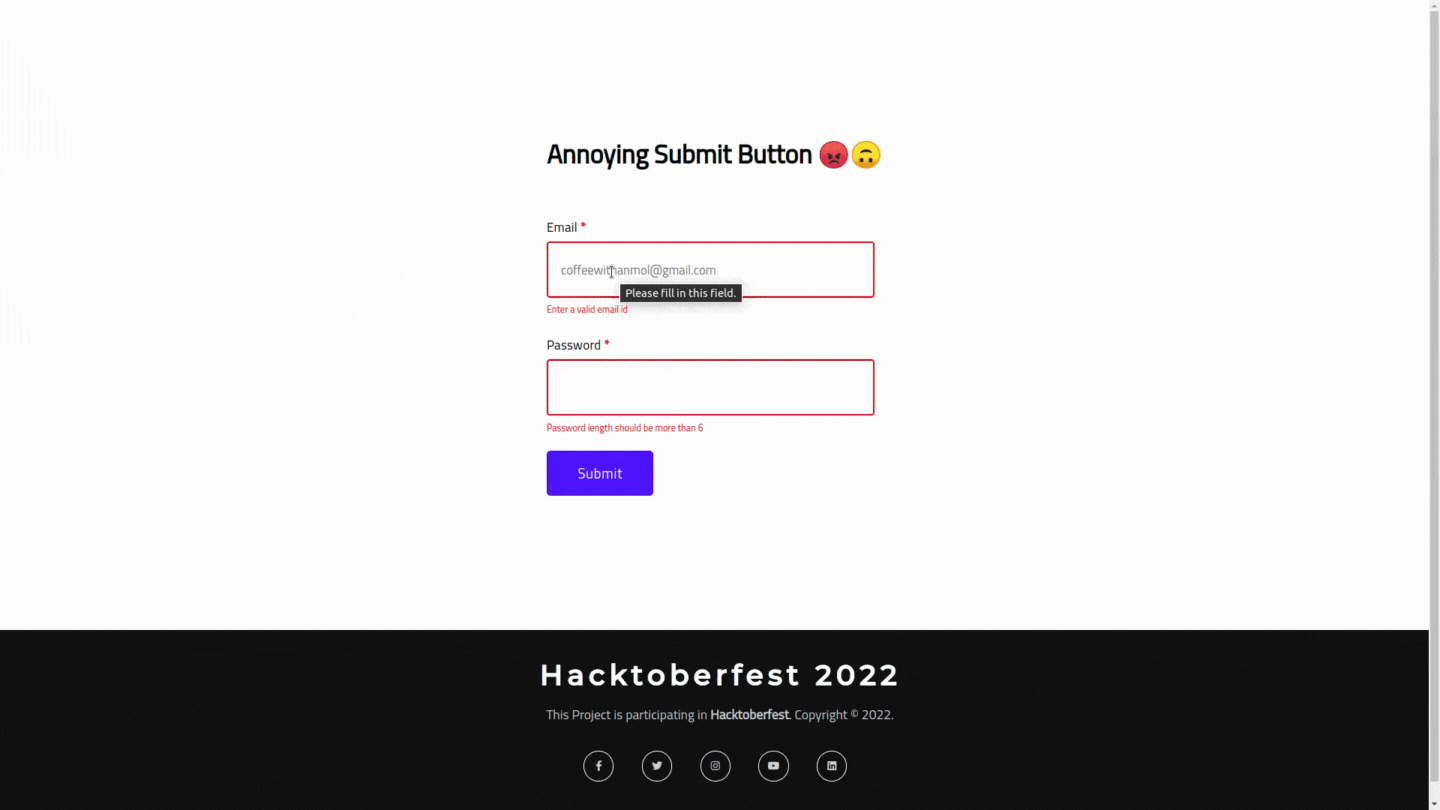 Annoying Submit Button 😡🙃
Email *
coffeewithanmol@gmail.com
Please fill in this field.
Enter a valid email id
Password *
Password length should be more than 6
Submit
Hacktoberfest 2022
This Project is participating in Hacktoberfest. Copyright © 2022.